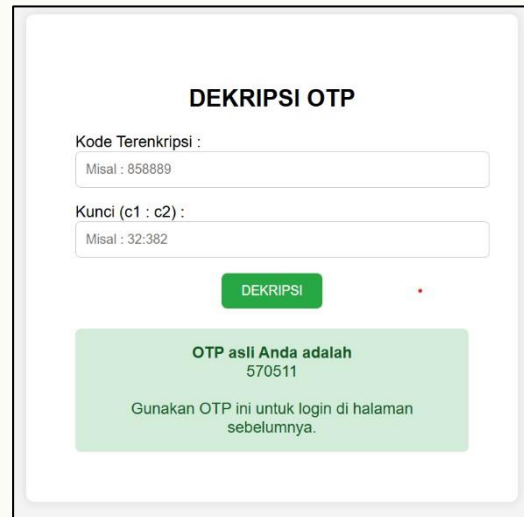 DEKRIPSI OTP
Kode Terenkripsi :
Misal : 858889
Kunci (c1 : c2) :
Misal : 32:382
DEKRIPSI
OTP asli Anda adalah
570511
Gunakan OTP ini untuk login di halaman
sebelumnya.